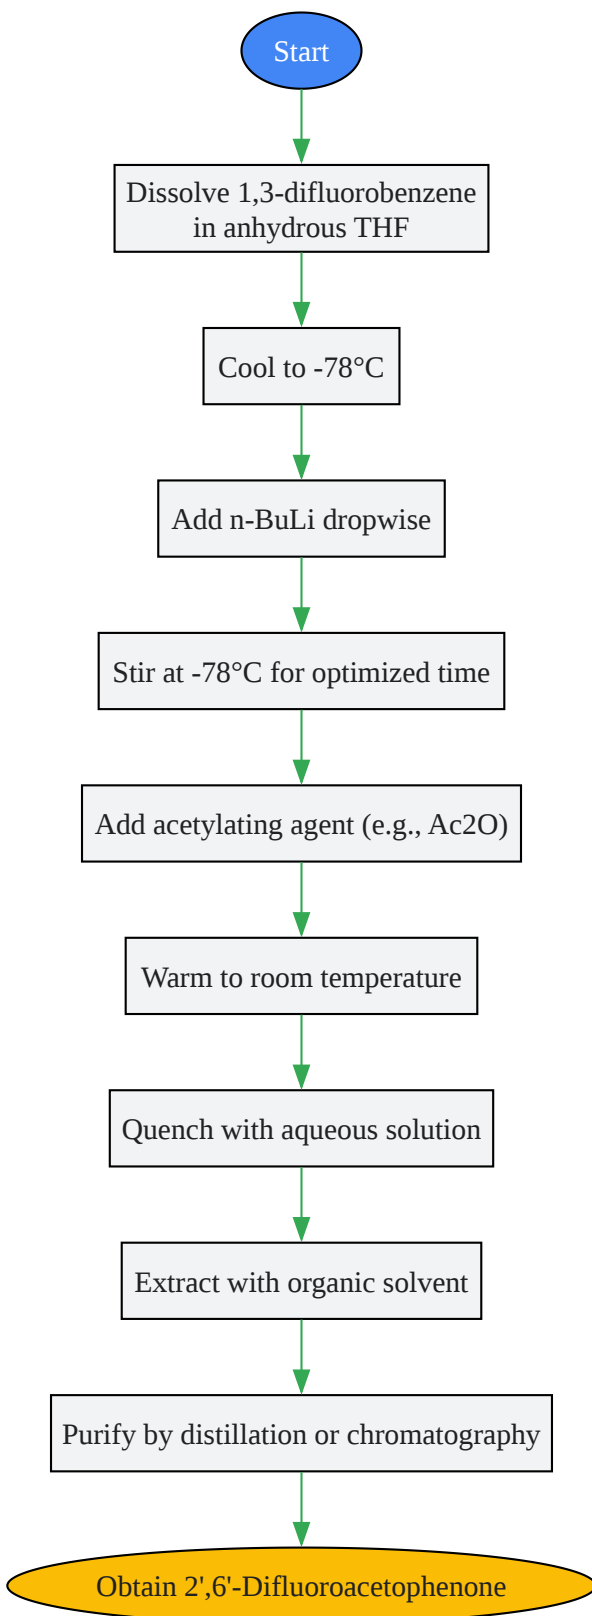 Start
Dissolve 1,3-difluorobenzene
in anhydrous THF
Cool to -78°C
Add n-BuLi dropwise
Stir at -78°C for optimized time
Add acetylating agent (e.g., Ac2O)
Warm to room temperature
Quench with aqueous solution
Extract with organic solvent
Purify by distillation or chromatography
Obtain 2',6'-Difluoroacetophenone